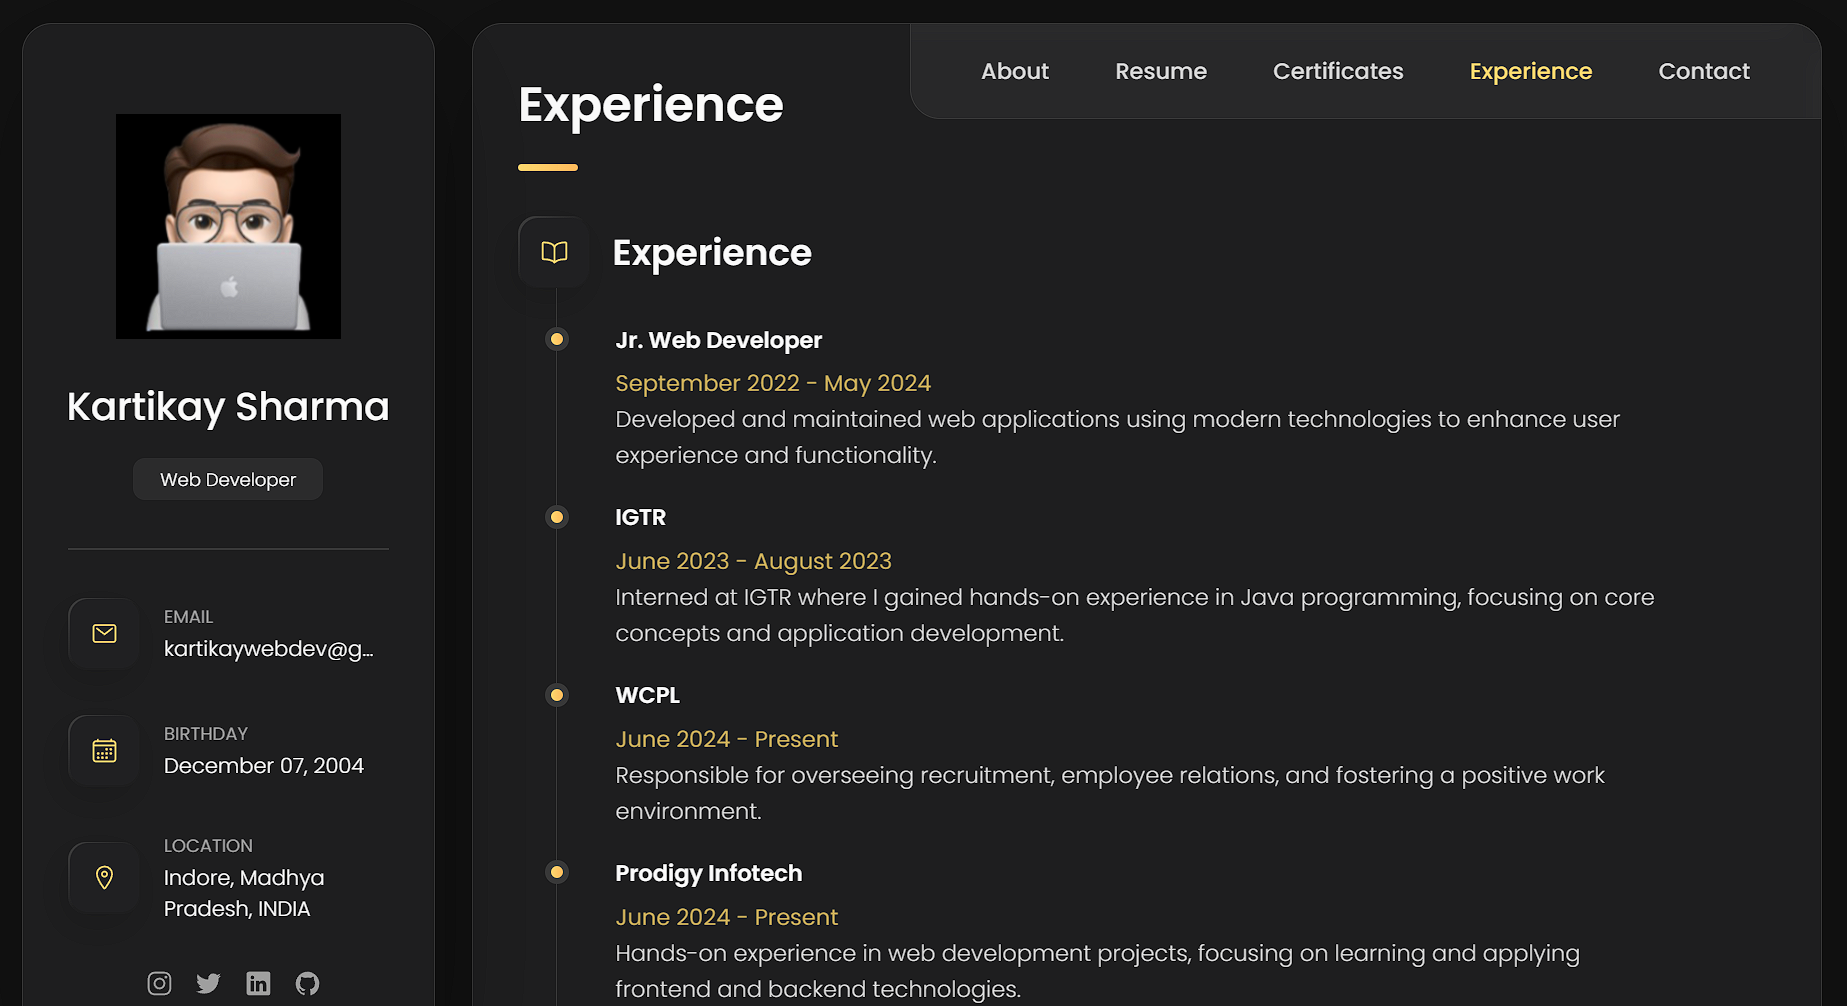 Kartikay Sharma
Web Developer
EMAIL
kartikaywebdev@g...
BIRTHDAY
December 07, 2004
LOCATION
Indore, Madhya
Pradesh, INDIA
About
Resume
Certificates
Experience
Contact
Experience
Experience
Jr. Web Developer
September 2022 - May 2024
Developed and maintained web applications using modern technologies to enhance user
experience and functionality.
IGTR
June 2023 - August 2023
Interned at IGTR where I gained hands-on experience in Java programming, focusing on core
concepts and application development.
WCPL
June 2024 - Present
Responsible for overseeing recruitment, employee relations, and fostering a positive work
environment.
Prodigy Infotech
June 2024 - Present
Hands-on experience in web development projects, focusing on learning and applying
frontend and backend technologies.